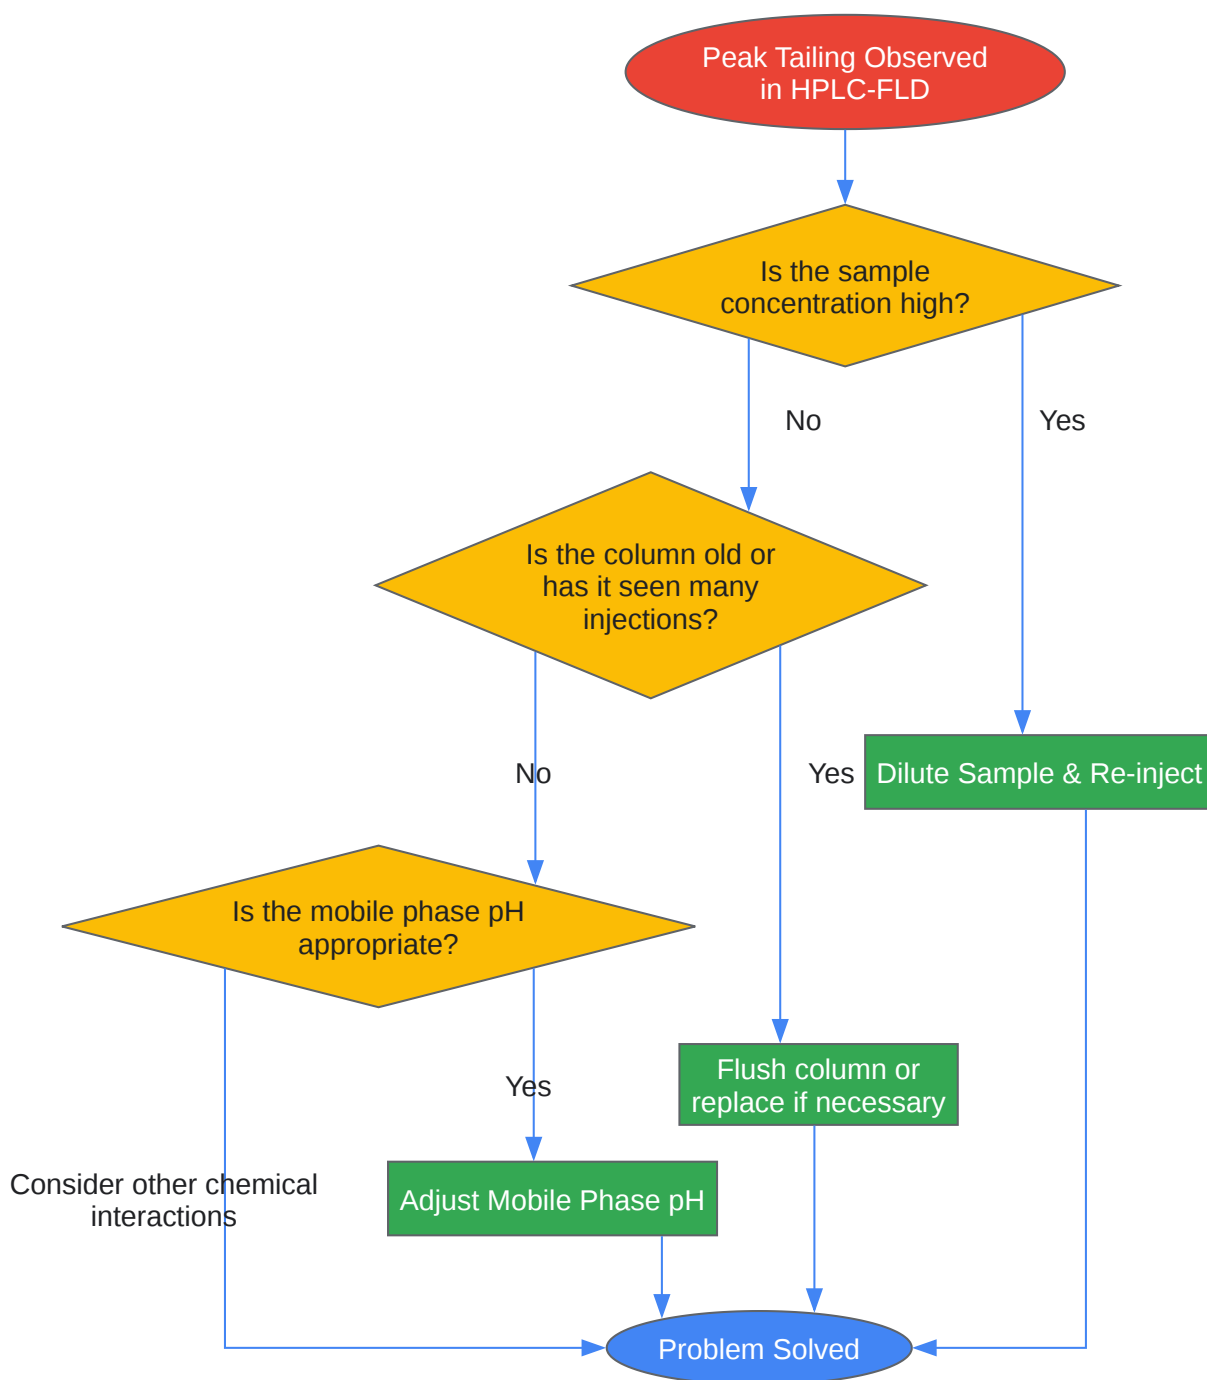 Peak Tailing Observed
in HPLC-FLD
Is the sample
concentration high?
No
Yes
Is the column old or
has it seen many
injections?
No
Yes
Dilute Sample & Re-inject
Is the mobile phase pH
appropriate?
Flush column or
replace if necessary
Yes
Consider other chemical
interactions
Adjust Mobile Phase pH
Problem Solved